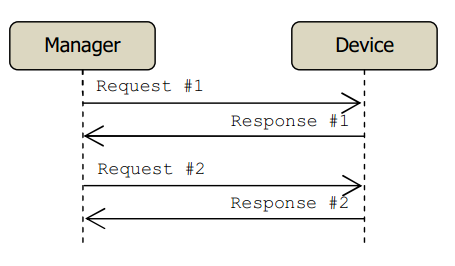 Manager
Device
Request #1
Response #1
Request #2
Response #2